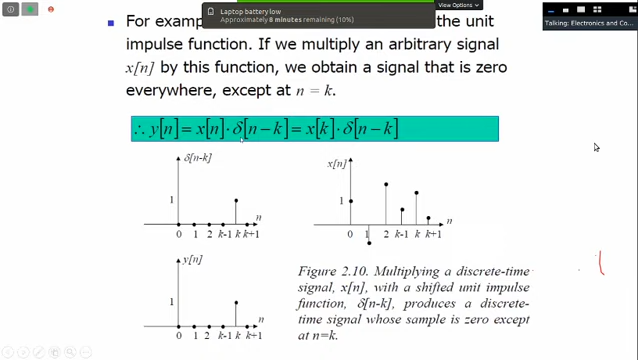 View Options
Laptop battery low
Approximately 8 minutes remaining (10%)
Talking: Electronics and Co...
the unit
impulse function. If we multiply an arbitrary signal
x[n] by this function, we obtain a signal that is zero
everywhere, except at n = k.
∴ y[n] = x[n]·δ[n−k] = x[k]·δ[n−k]
δ[n-k]
1
n
0 1 2 k-1 k k+1
x[n]
1
n
0 1 2 k-1 k k+1
y[n]
1
n
0 1 2 k-1 k k+1
Figure 2.10. Multiplying a discrete-time
signal, x[n], with a shifted unit impulse
function, δ[n-k], produces a discrete-
time signal whose sample is zero except
at n=k.